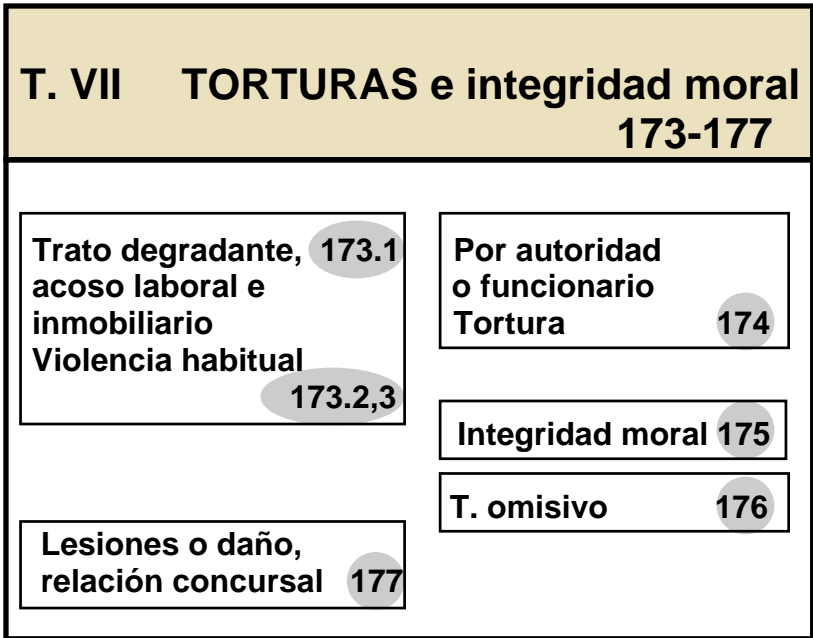 T. VII TORTURAS e integridad moral
173-177
Trato degradante, 173.1
acoso laboral e
inmobiliario
Violencia habitual
173.2,3
Por autoridad
o funcionario
Tortura 174
Integridad moral 175
T. omisivo 176
Lesiones o daño,
relación concursal 177